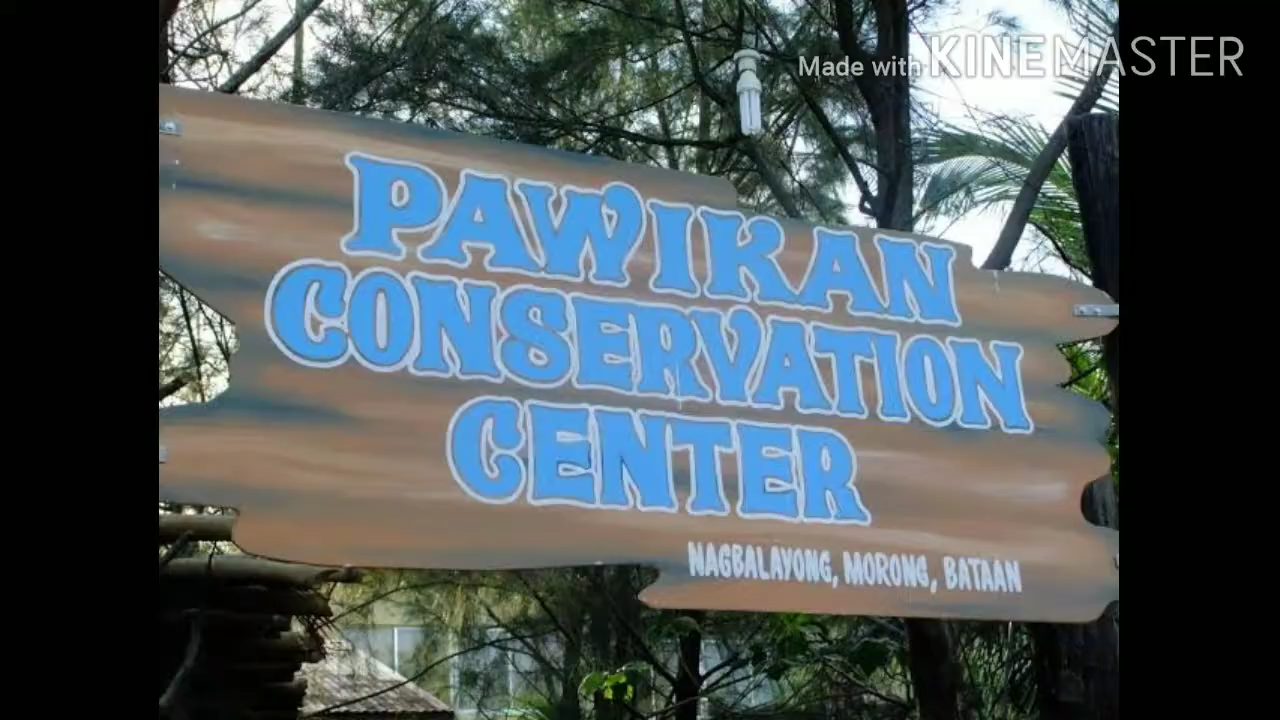 Made with KINEMASTER
PAWIKAN
CONSERVATION
CENTER
NAGBALAYONG, MORONG, BATAAN